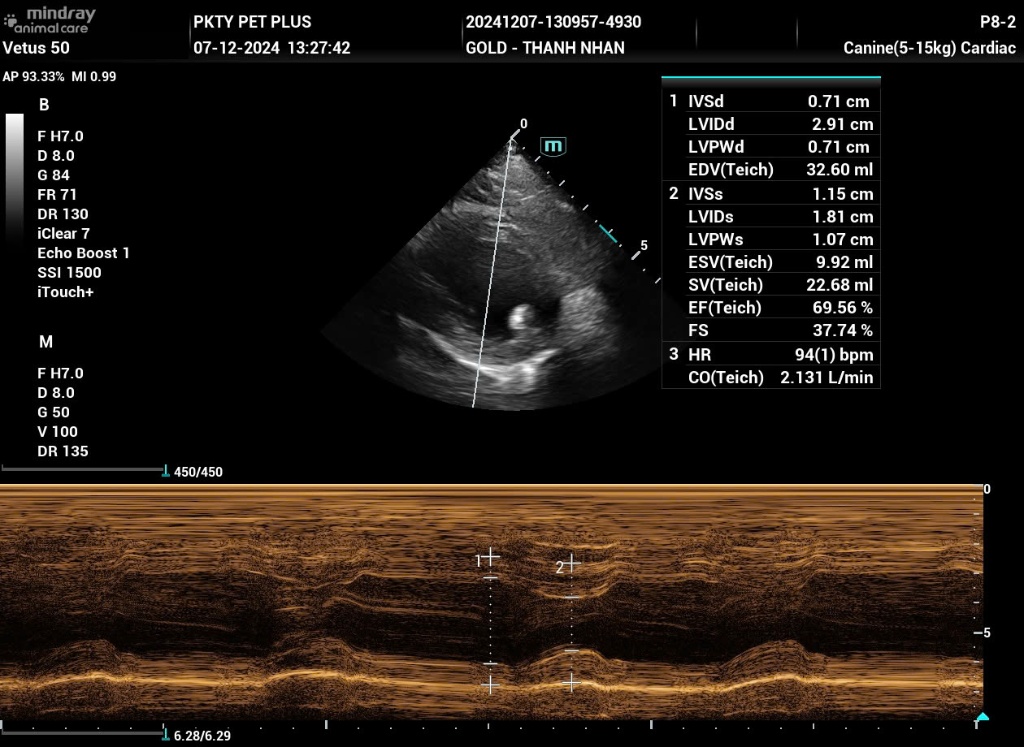 mindray
animal care
Vetus 50
PKTY PET PLUS
07-12-2024 13:27:42
20241207-130957-4930
GOLD - THANH NHAN
P8-2
Canine(5-15kg) Cardiac
AP 93.33% MI 0.99
B
F H7.0
D 8.0
G 84
FR 71
DR 130
iClear 7
Echo Boost 1
SSI 1500
iTouch+
M
F H7.0
D 8.0
G 50
V 100
DR 135
450/450
0
m
5
1 IVSd 0.71 cm
LVIDd 2.91 cm
LVPWd 0.71 cm
EDV(Teich) 32.60 ml
2 IVSs 1.15 cm
LVIDs 1.81 cm
LVPWs 1.07 cm
ESV(Teich) 9.92 ml
SV(Teich) 22.68 ml
EF(Teich) 69.56 %
FS 37.74 %
3 HR 94(1) bpm
CO(Teich) 2.131 L/min
0
1
2
5
6.28/6.29